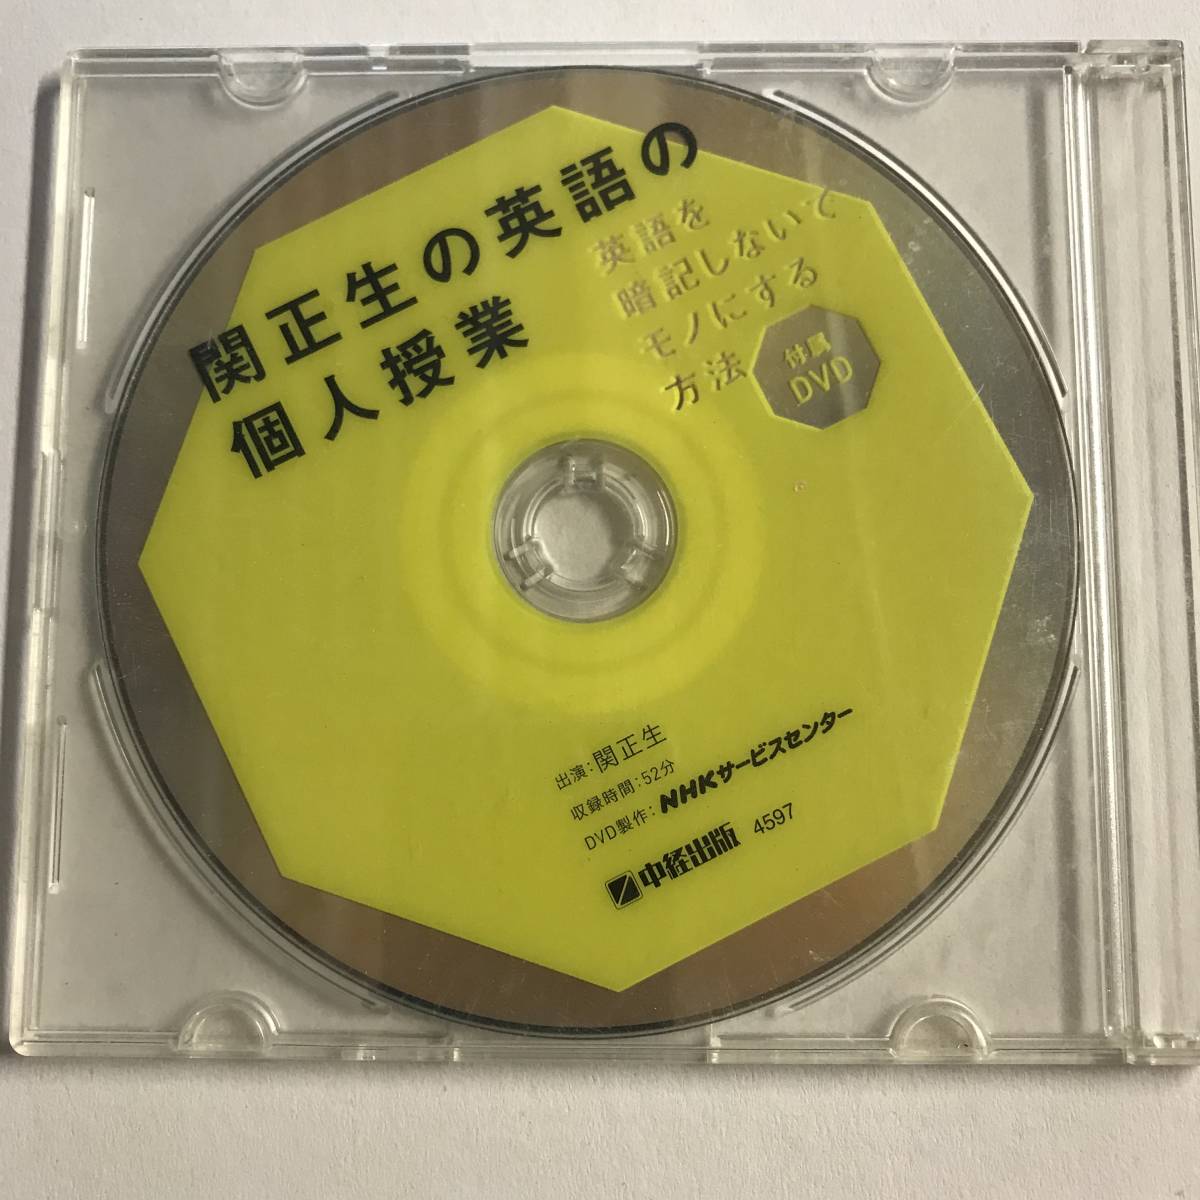 関正生の英語の
個人授業
英語を
暗記しないで
モノにする
方法
付属
DVD
出演：関正生
収録時間：52分
DVD製作：NHKサービスセンター
中経出版 4597